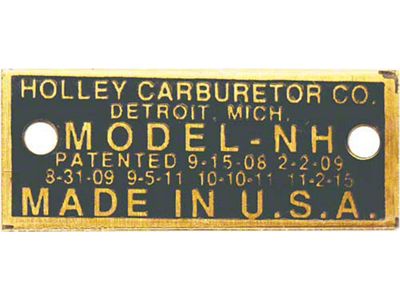 HOLLEY CARBURETOR CO.
DETROIT, MICH.
MODEL-NH
PATENTED 9-15-08 2-2-09
8-31-09 9-5-11 10-10-11 11-2-15
MADE IN U.S.A.